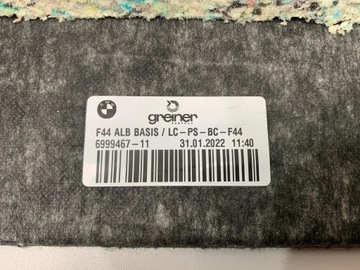 greiner
F44 ALB BASIS / LC-PS-BC-F44
6999467-11 31.01.2022 11:40